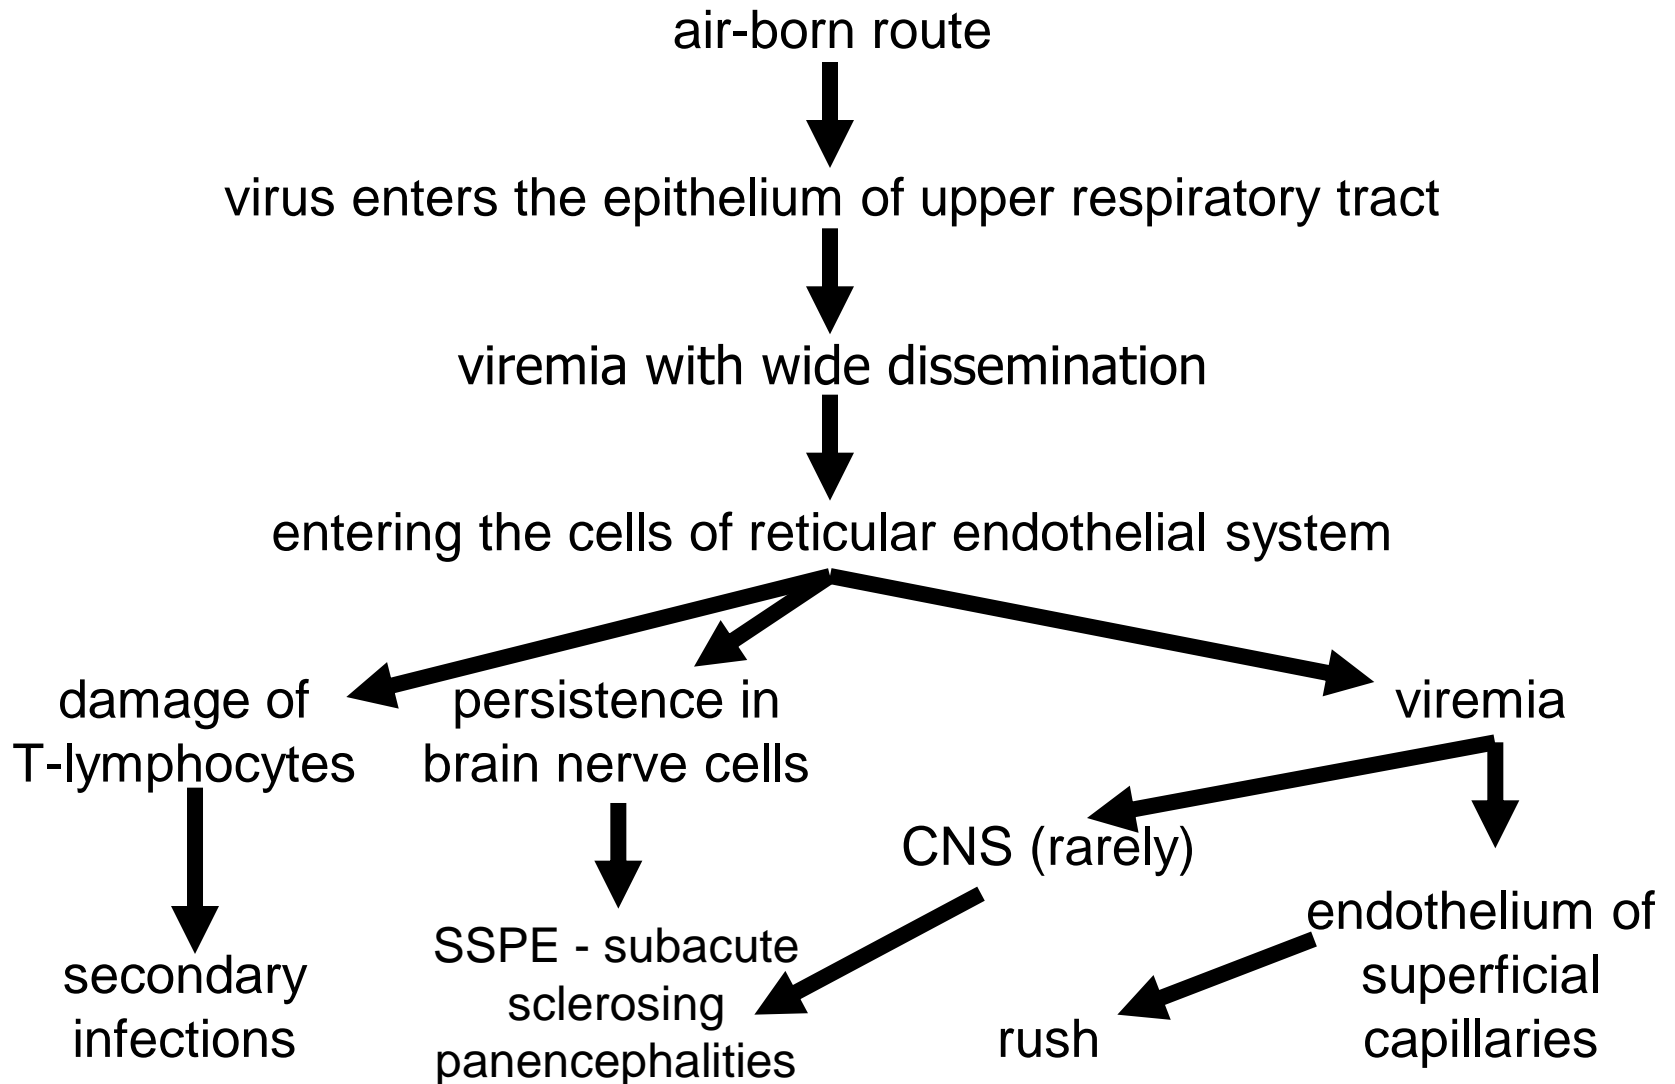 air-born route
virus enters the epithelium of upper respiratory tract
viremia with wide dissemination
entering the cells of reticular endothelial system
damage of
T-lymphocytes
persistence in
brain nerve cells
viremia
CNS (rarely)
secondary
infections
SSPE - subacute
sclerosing
panencephalities
rush
endothelium of
superficial
capillaries